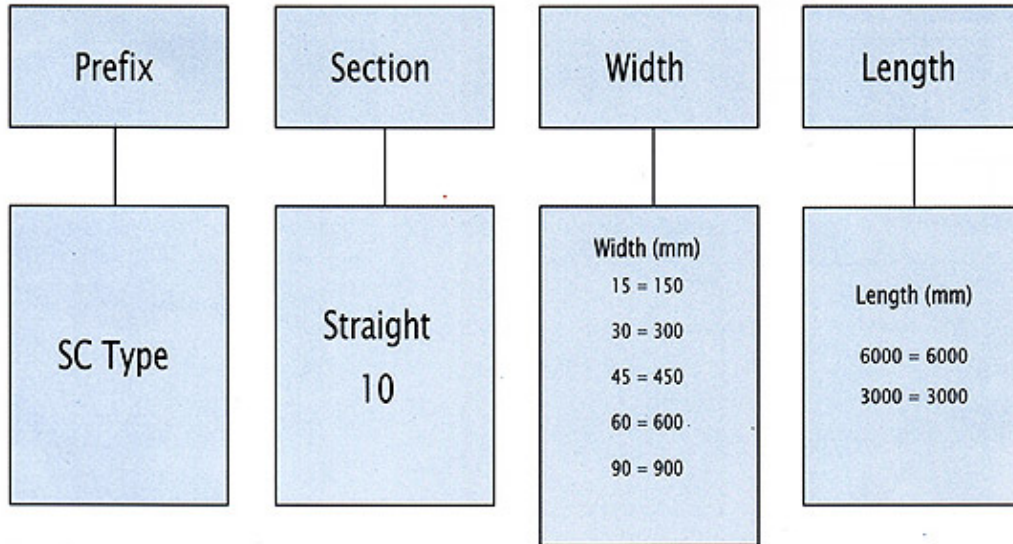 Prefix
Section
Width
Length
SC Type
Straight
10
Width (mm)
15 = 150
30 = 300
45 = 450
60 = 600
90 = 900
Length (mm)
6000 = 6000
3000 = 3000